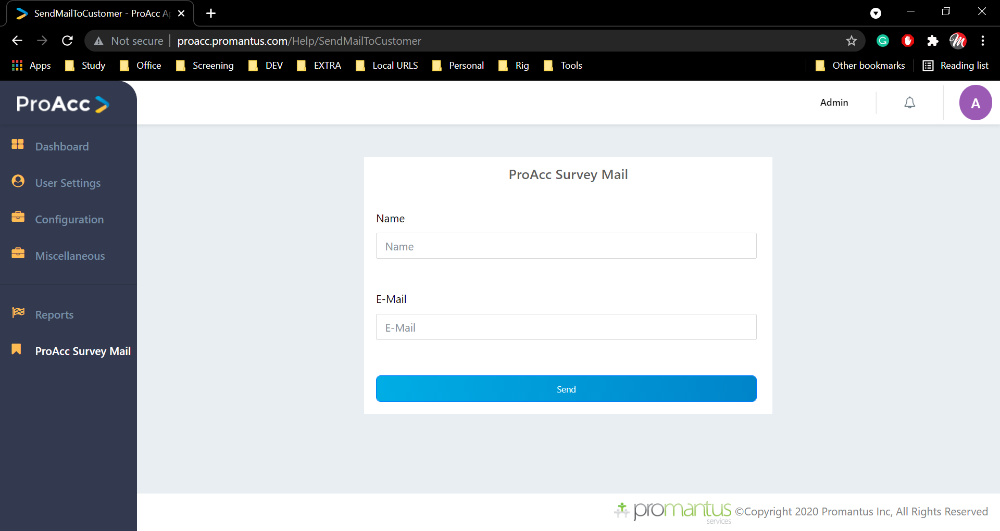 SendMailToCustomer - ProAcc A
Not secure | proacc.promantus.com/Help/SendMailToCustomer
Apps Study Office Screening DEV EXTRA Local URLS Personal Rig Tools Other bookmarks Reading list
ProAcc
Admin
A
Dashboard
User Settings
Configuration
Miscellaneous
Reports
ProAcc Survey Mail
ProAcc Survey Mail
Name
Name
E-Mail
E-Mail
Send
promantus
services
©Copyright 2020 Promantus Inc, All Rights Reserved